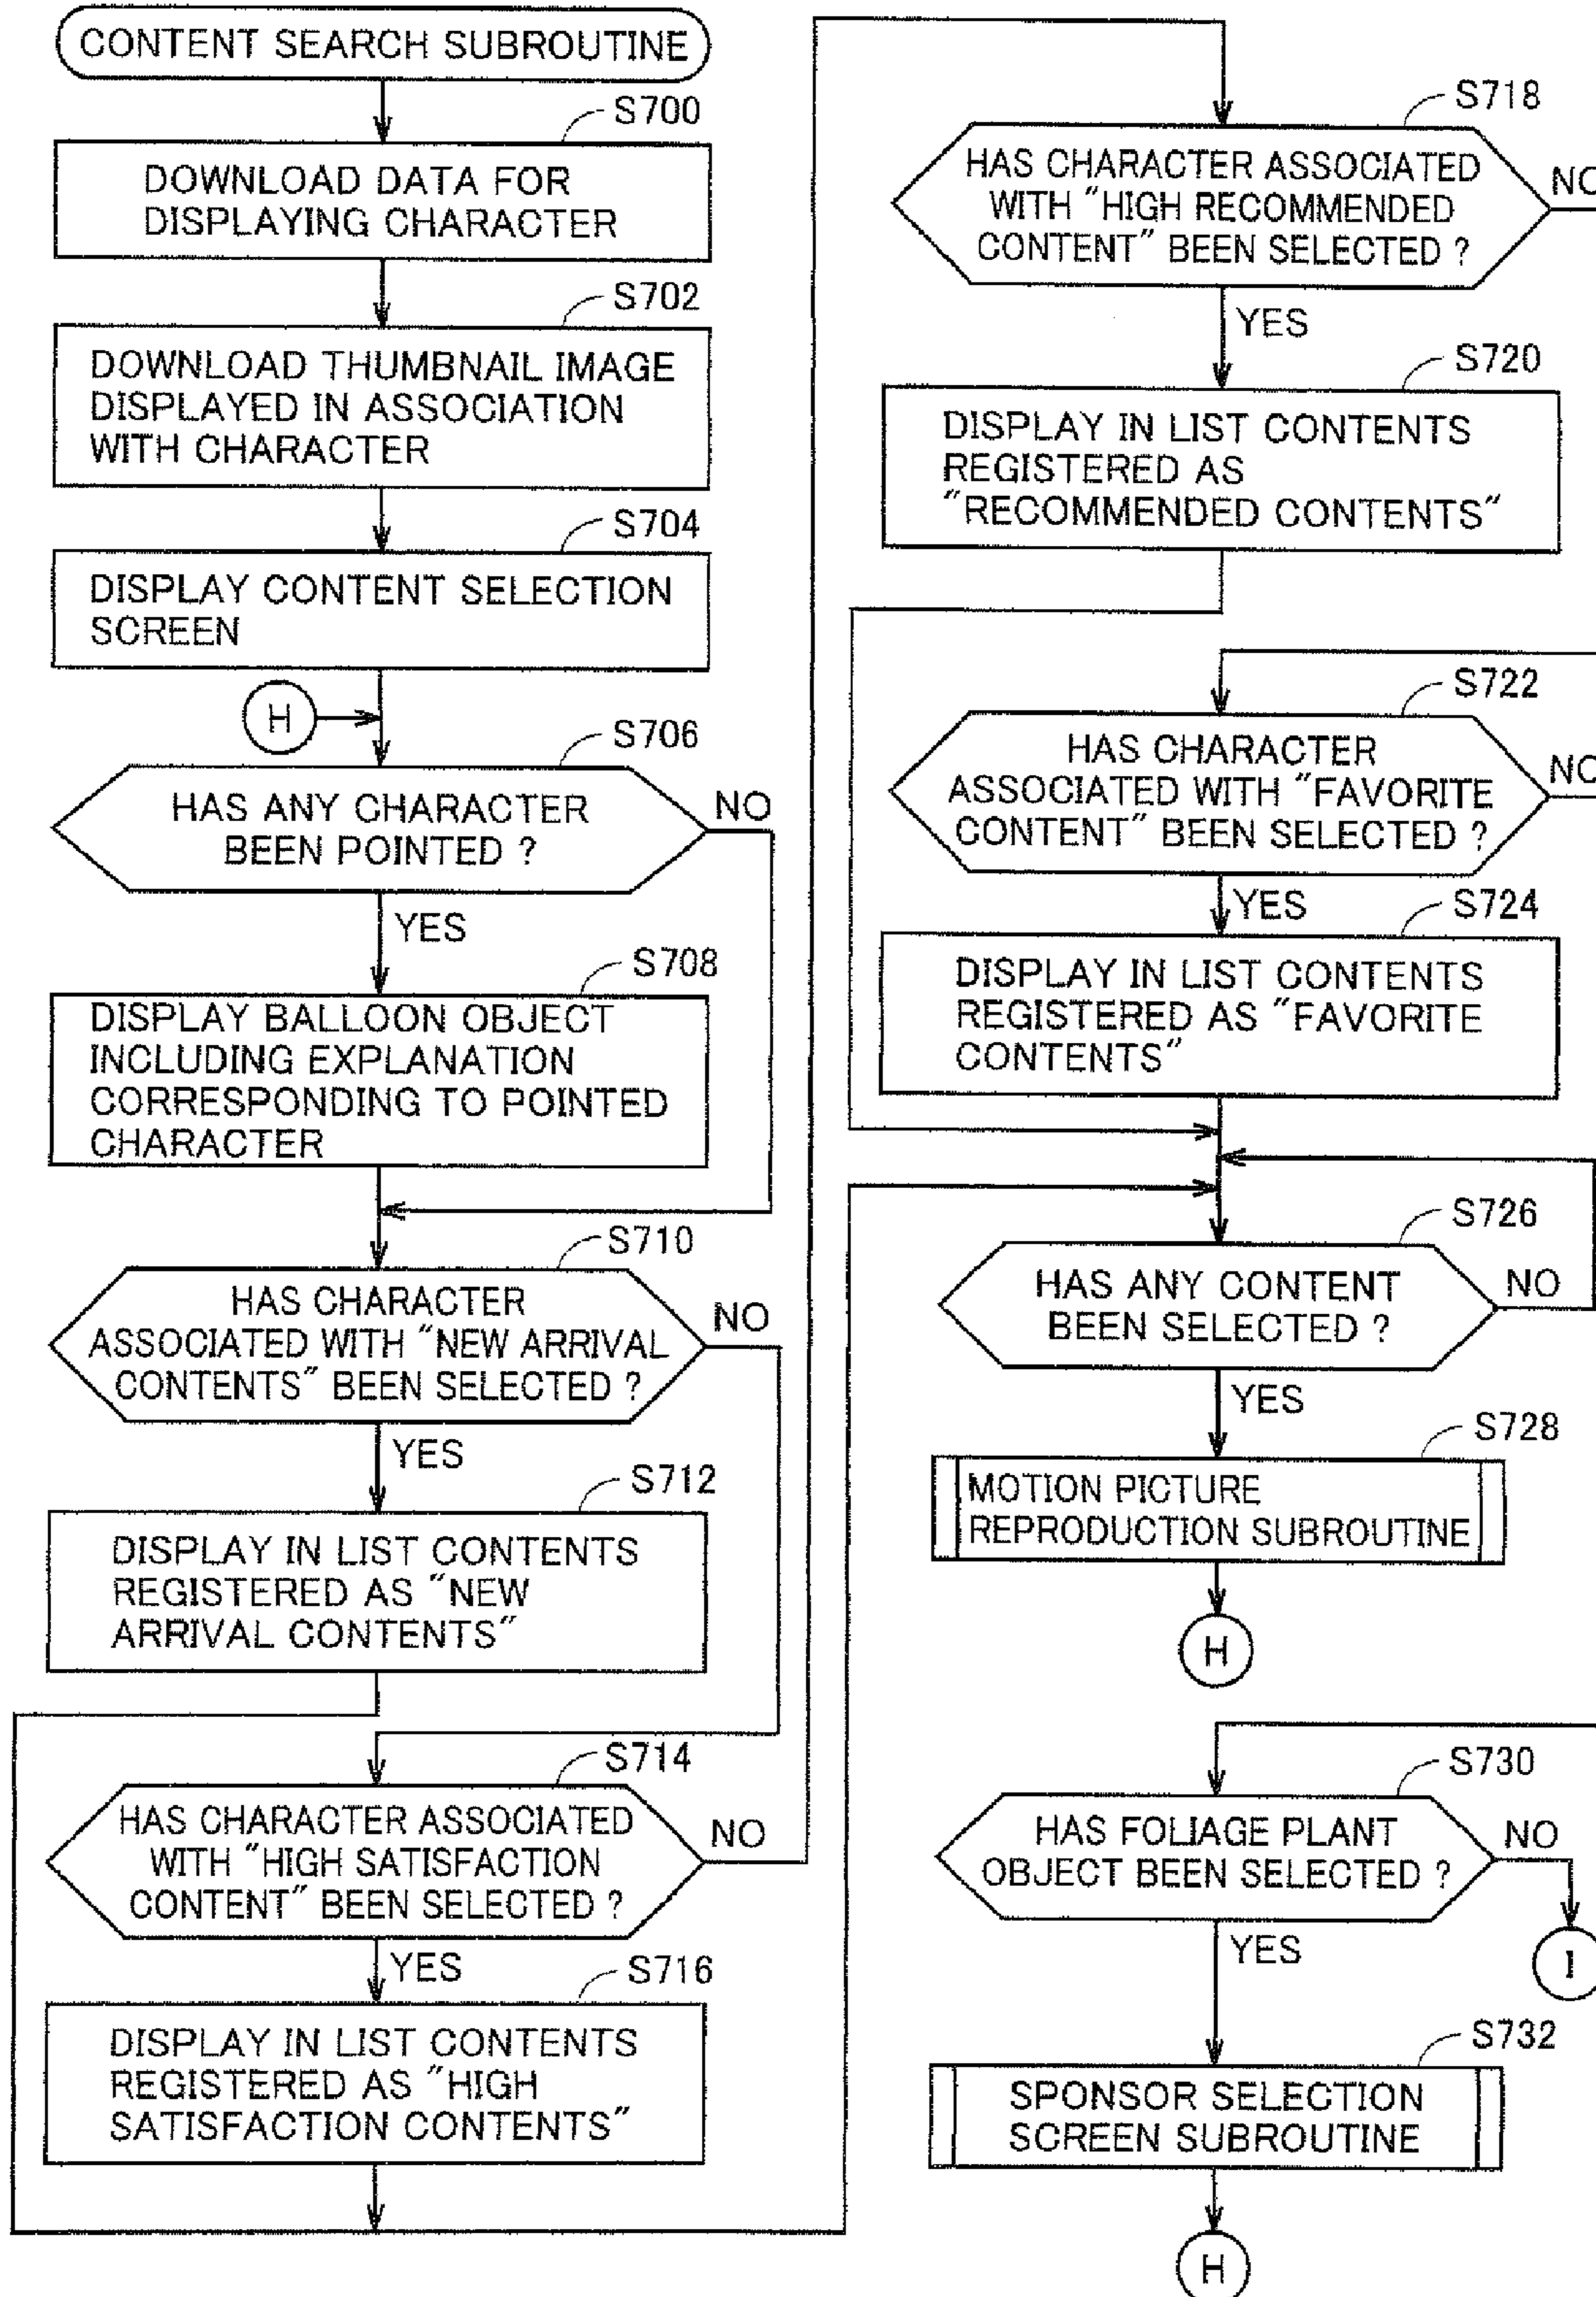 CONTENT SEARCH SUBROUTINE
S700
DOWNLOAD DATA FOR
DISPLAYING CHARACTER
S702
DOWNLOAD THUMBNAIL IMAGE
DISPLAYED IN ASSOCIATION
WITH CHARACTER
S704
DISPLAY CONTENT SELECTION
SCREEN
H
S706
HAS ANY CHARACTER
BEEN POINTED ?
NO
YES
S708
DISPLAY BALLOON OBJECT
INCLUDING EXPLANATION
CORRESPONDING TO POINTED
CHARACTER
S710
HAS CHARACTER
ASSOCIATED WITH "NEW ARRIVAL
CONTENTS" BEEN SELECTED ?
NO
YES
S712
DISPLAY IN LIST CONTENTS
REGISTERED AS "NEW
ARRIVAL CONTENTS"
S714
HAS CHARACTER ASSOCIATED
WITH "HIGH SATISFACTION
CONTENT" BEEN SELECTED ?
NO
YES
S716
DISPLAY IN LIST CONTENTS
REGISTERED AS "HIGH
SATISFACTION CONTENTS"
S718
HAS CHARACTER ASSOCIATED
WITH "HIGH RECOMMENDED
CONTENT" BEEN SELECTED ?
NO
YES
S720
DISPLAY IN LIST CONTENTS
REGISTERED AS
"RECOMMENDED CONTENTS"
S722
HAS CHARACTER
ASSOCIATED WITH "FAVORITE
CONTENT" BEEN SELECTED ?
NO
YES
S724
DISPLAY IN LIST CONTENTS
REGISTERED AS "FAVORITE
CONTENTS"
S726
HAS ANY CONTENT
BEEN SELECTED ?
NO
YES
S728
MOTION PICTURE
REPRODUCTION SUBROUTINE
H
S730
HAS FOLIAGE PLANT
OBJECT BEEN SELECTED ?
NO
YES
I
S732
SPONSOR SELECTION
SCREEN SUBROUTINE
H